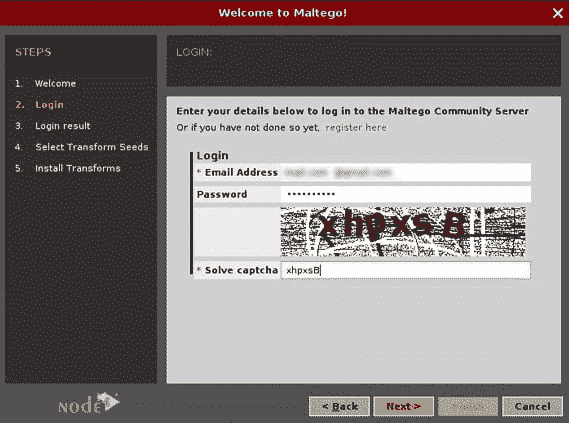 Welcome to Maltego!
STEPS
1. Welcome
2. Login
3. Login result
4. Select Transform Seeds
5. Install Transforms
LOGIN:
Enter your details below to log in to the Maltego Community Server
Or if you have not done so yet, register here
Login
* Email Address
Password ••••••••••
xhpxsB
* Solve captcha xhpxsB
NODE
< Back Next > Cancel